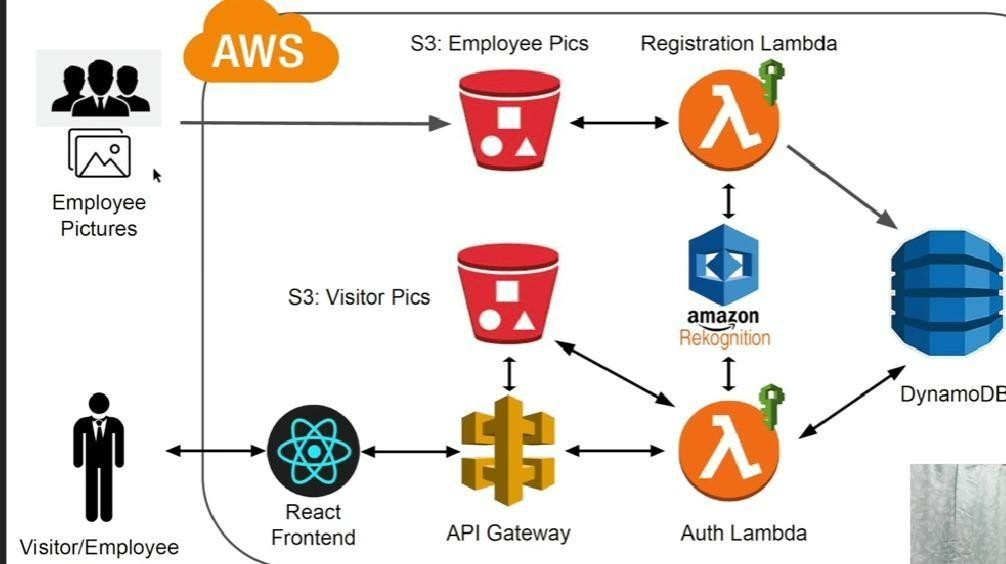 AWS
S3: Employee Pics
Registration Lambda
Employee
Pictures
S3: Visitor Pics
amazon
Rekognition
DynamoDB
Visitor/Employee
React
Frontend
API Gateway
Auth Lambda